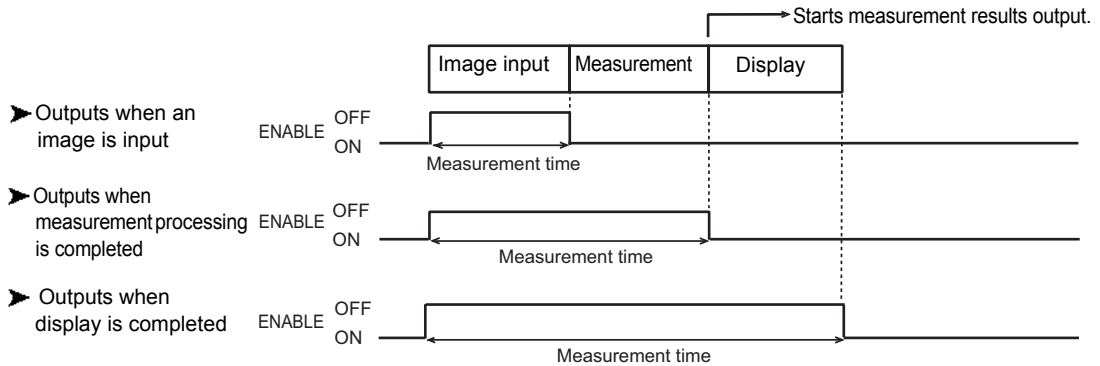 Starts measurement results output.
Image input Measurement Display
Outputs when an
image is input
ENABLE OFF
ON
Measurement time
Outputs when
measurement processing
is completed
ENABLE OFF
ON
Measurement time
Outputs when
display is completed
ENABLE OFF
ON
Measurement time